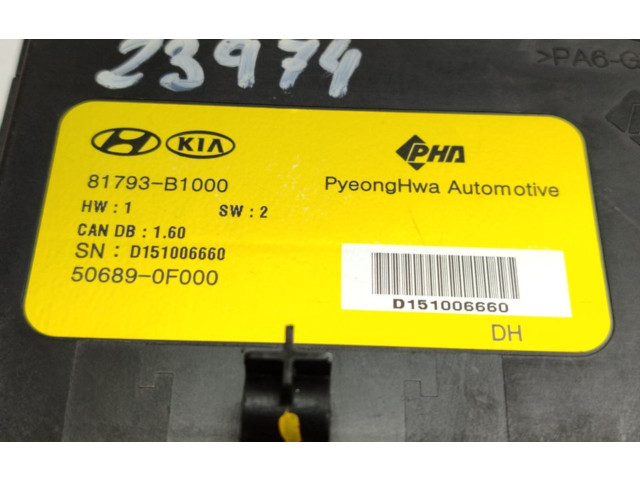 23974
>PA6-G
KIA PHA
81793-B1000 PyeongHwa Automotive
HW : 1 SW : 2
CAN DB : 1.60
SN : D151006660
50689-0F000
D151006660
DH